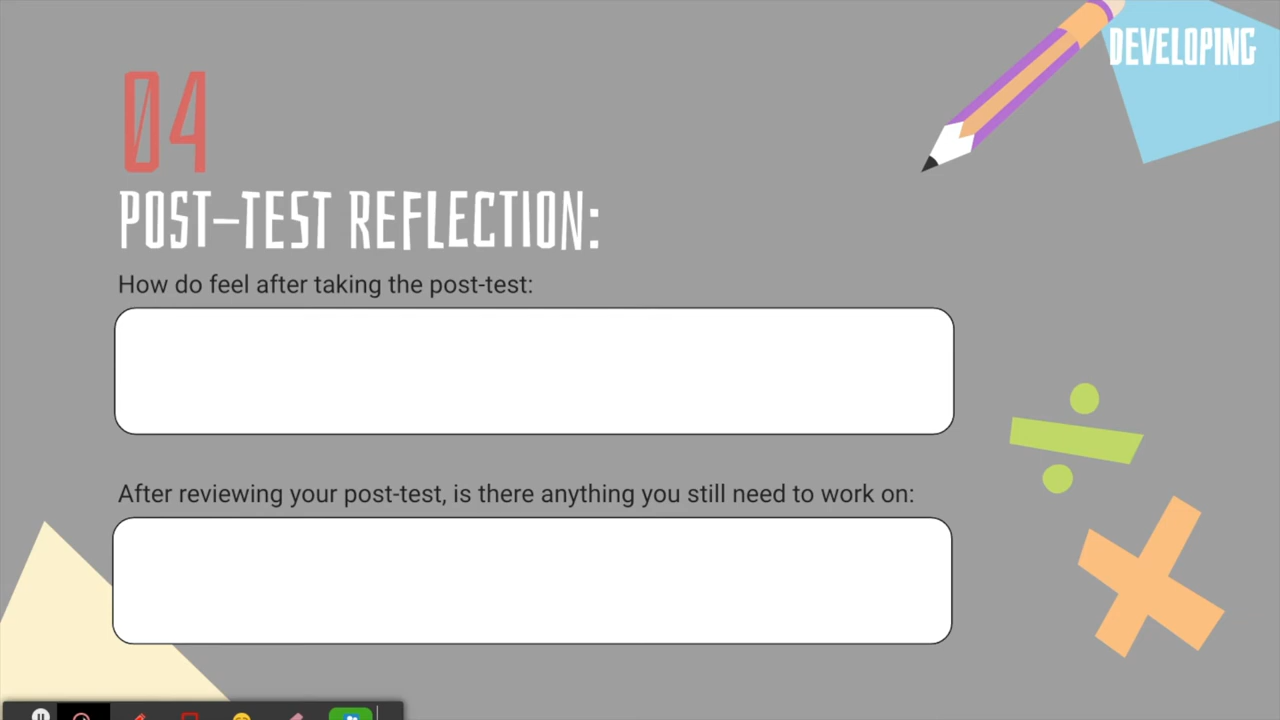 DEVELOPING
04
POST-TEST REFLECTION:
How do feel after taking the post-test:
After reviewing your post-test, is there anything you still need to work on: